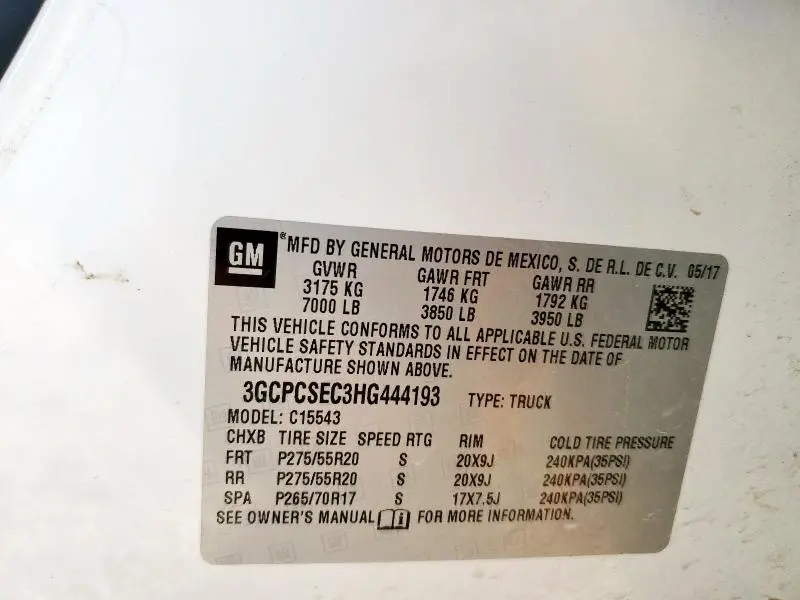 GM ®MFD BY GENERAL MOTORS DE MEXICO, S. DE R.L. DE C.V. 05/17
GVWR GAWR FRT GAWR RR
3175 KG 1746 KG 1792 KG
7000 LB 3850 LB 3950 LB
THIS VEHICLE CONFORMS TO ALL APPLICABLE U.S. FEDERAL MOTOR
VEHICLE SAFETY STANDARDS IN EFFECT ON THE DATE OF
MANUFACTURE SHOWN ABOVE.
3GCPCSEC3HG444193 TYPE: TRUCK
MODEL: C15543
CHXB TIRE SIZE SPEED RTG RIM COLD TIRE PRESSURE
FRT P275/55R20 S 20X9J 240KPA(35PSI)
RR P275/55R20 S 20X9J 240KPA(35PSI)
SPA P265/70R17 S 17X7.5J 240KPA(35PSI)
SEE OWNER'S MANUAL FOR MORE INFORMATION.